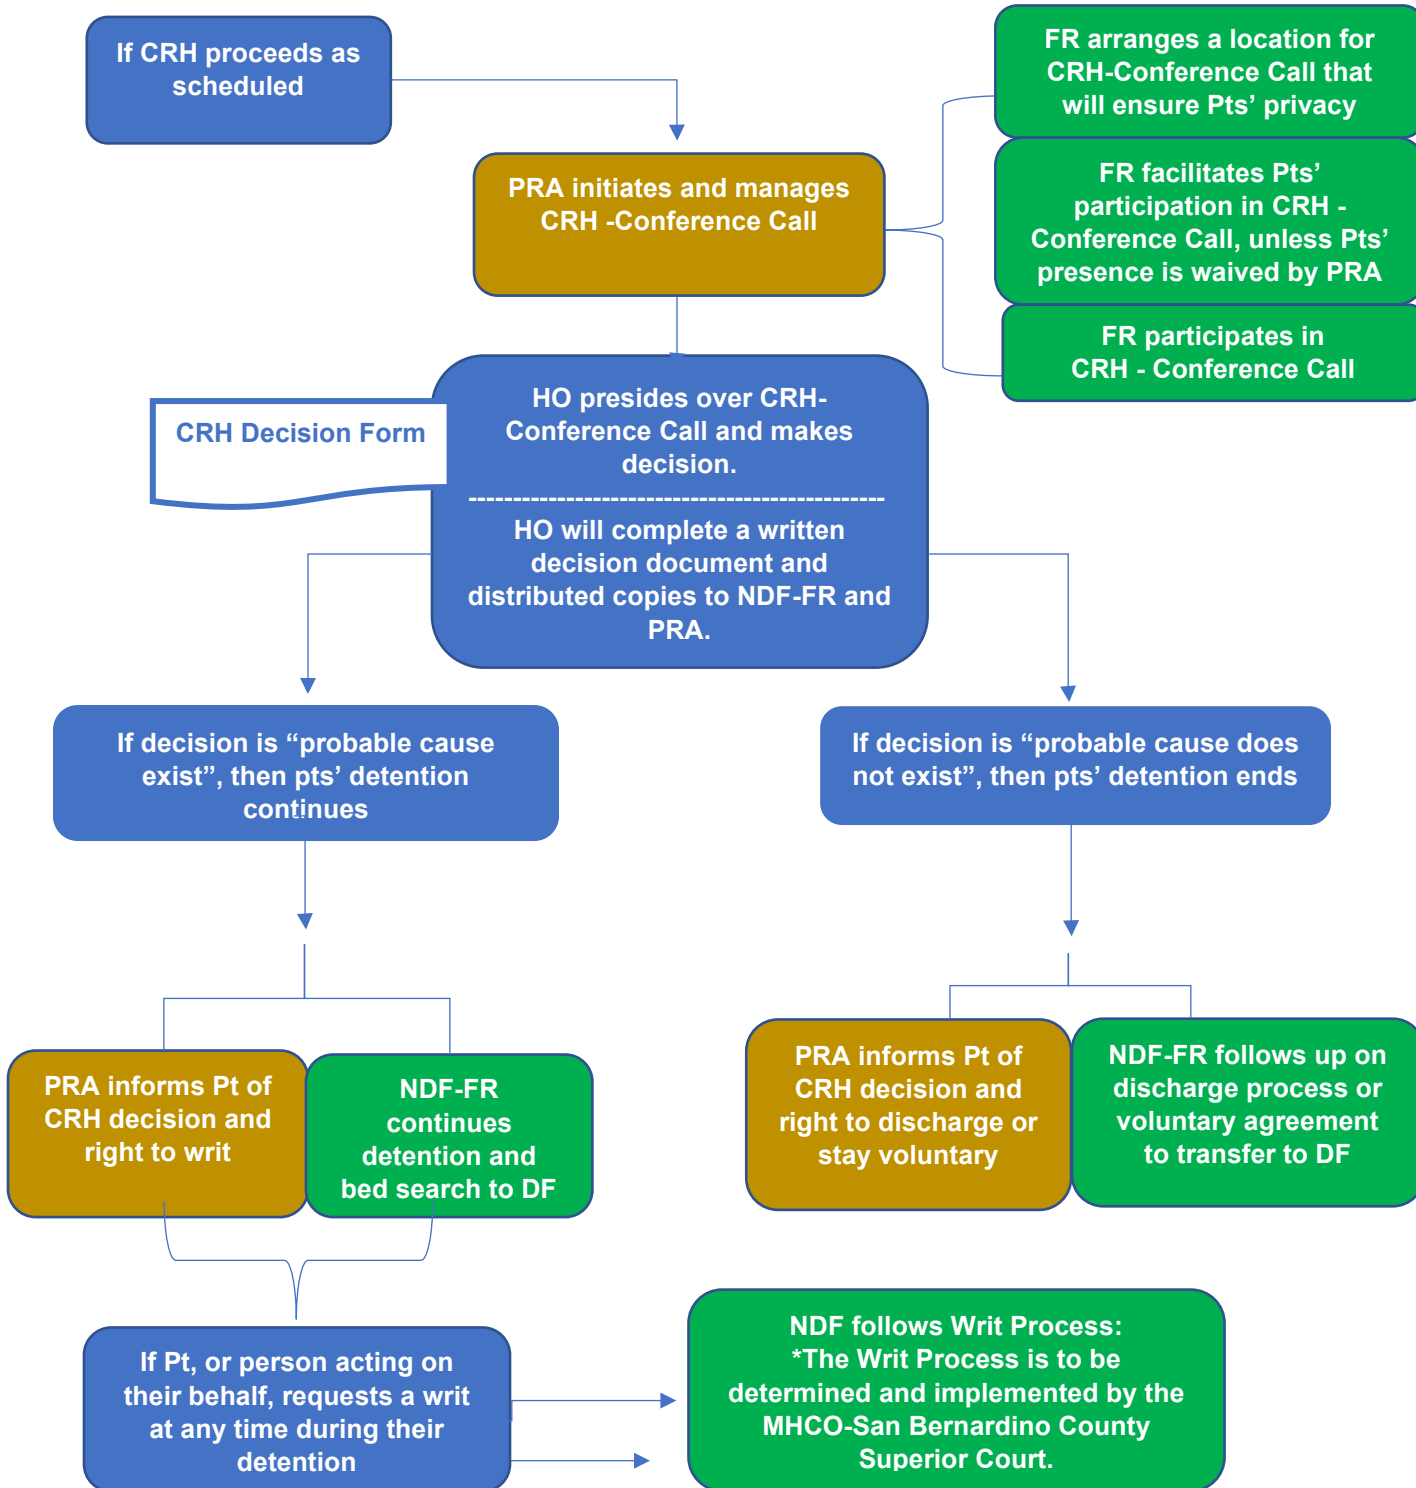 If CRH proceeds as
scheduled
FR arranges a location for
CRH-Conference Call that
will ensure Pts’ privacy
PRA initiates and manages
CRH -Conference Call
FR facilitates Pts’
participation in CRH -
Conference Call, unless Pts’
presence is waived by PRA
FR participates in
CRH - Conference Call
CRH Decision Form
HO presides over CRH-
Conference Call and makes
decision.
-----------------------------------------------
HO will complete a written
decision document and
distributed copies to NDF-FR and
PRA.
If decision is “probable cause
exist”, then pts’ detention
continues
If decision is “probable cause does
not exist”, then pts’ detention ends
PRA informs Pt of
CRH decision and
right to writ
NDF-FR
continues
detention and
bed search to DF
PRA informs Pt of
CRH decision and
right to discharge or
stay voluntary
NDF-FR follows up on
discharge process or
voluntary agreement
to transfer to DF
If Pt, or person acting on
their behalf, requests a writ
at any time during their
detention
NDF follows Writ Process:
*The Writ Process is to be
determined and implemented by the
MHCO-San Bernardino County
Superior Court.